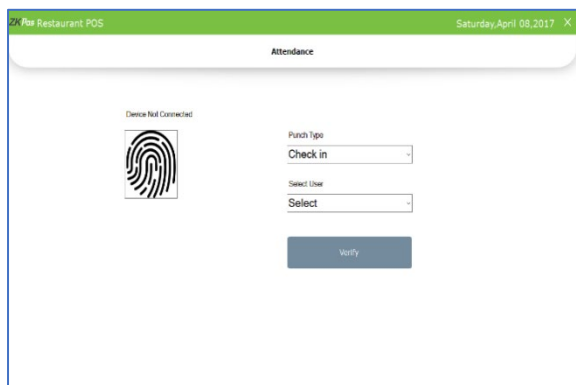 ZKPos Restaurant POS Saturday,April 08,2017 X
Attendance
Device Not Connected
Punch Type
Check in
Select User
Select
Verify